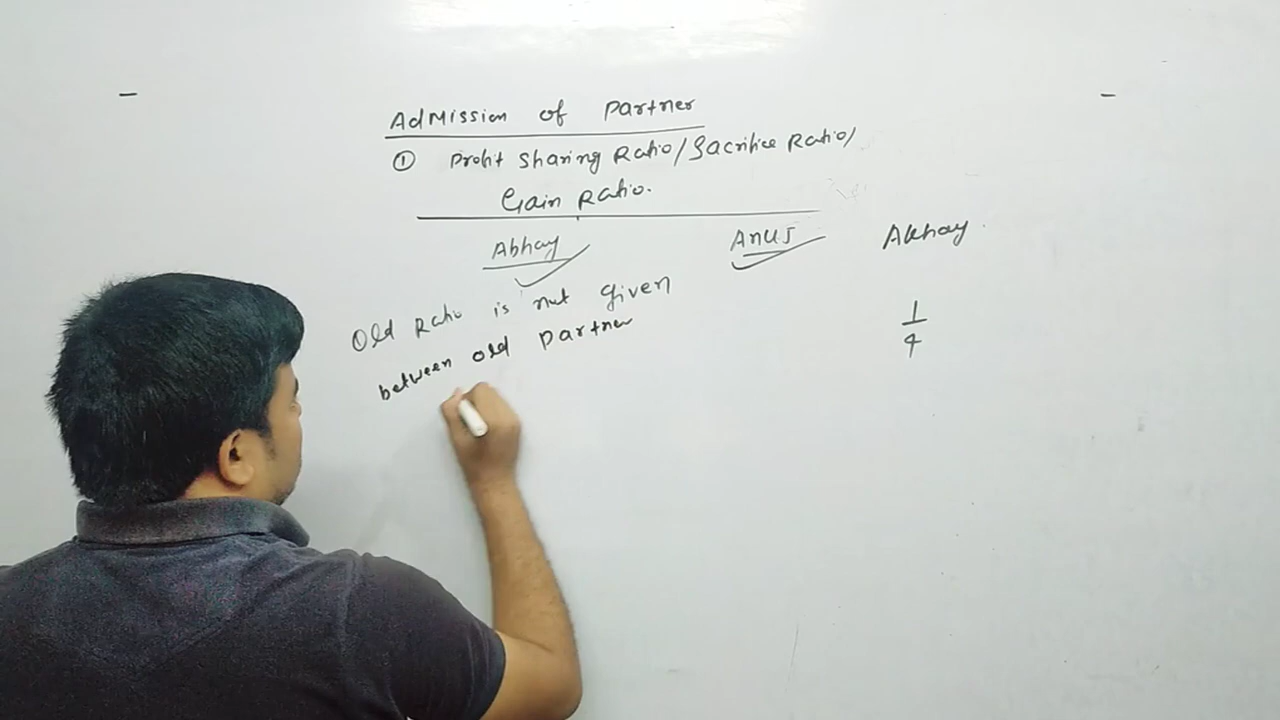 Admission of Partner
① Profit Sharing Ratio/Sacrifice Ratio/
Gain Ratio.
Abhay Anuj Akhay
Old Ratio is not given
between old Partner
1/4